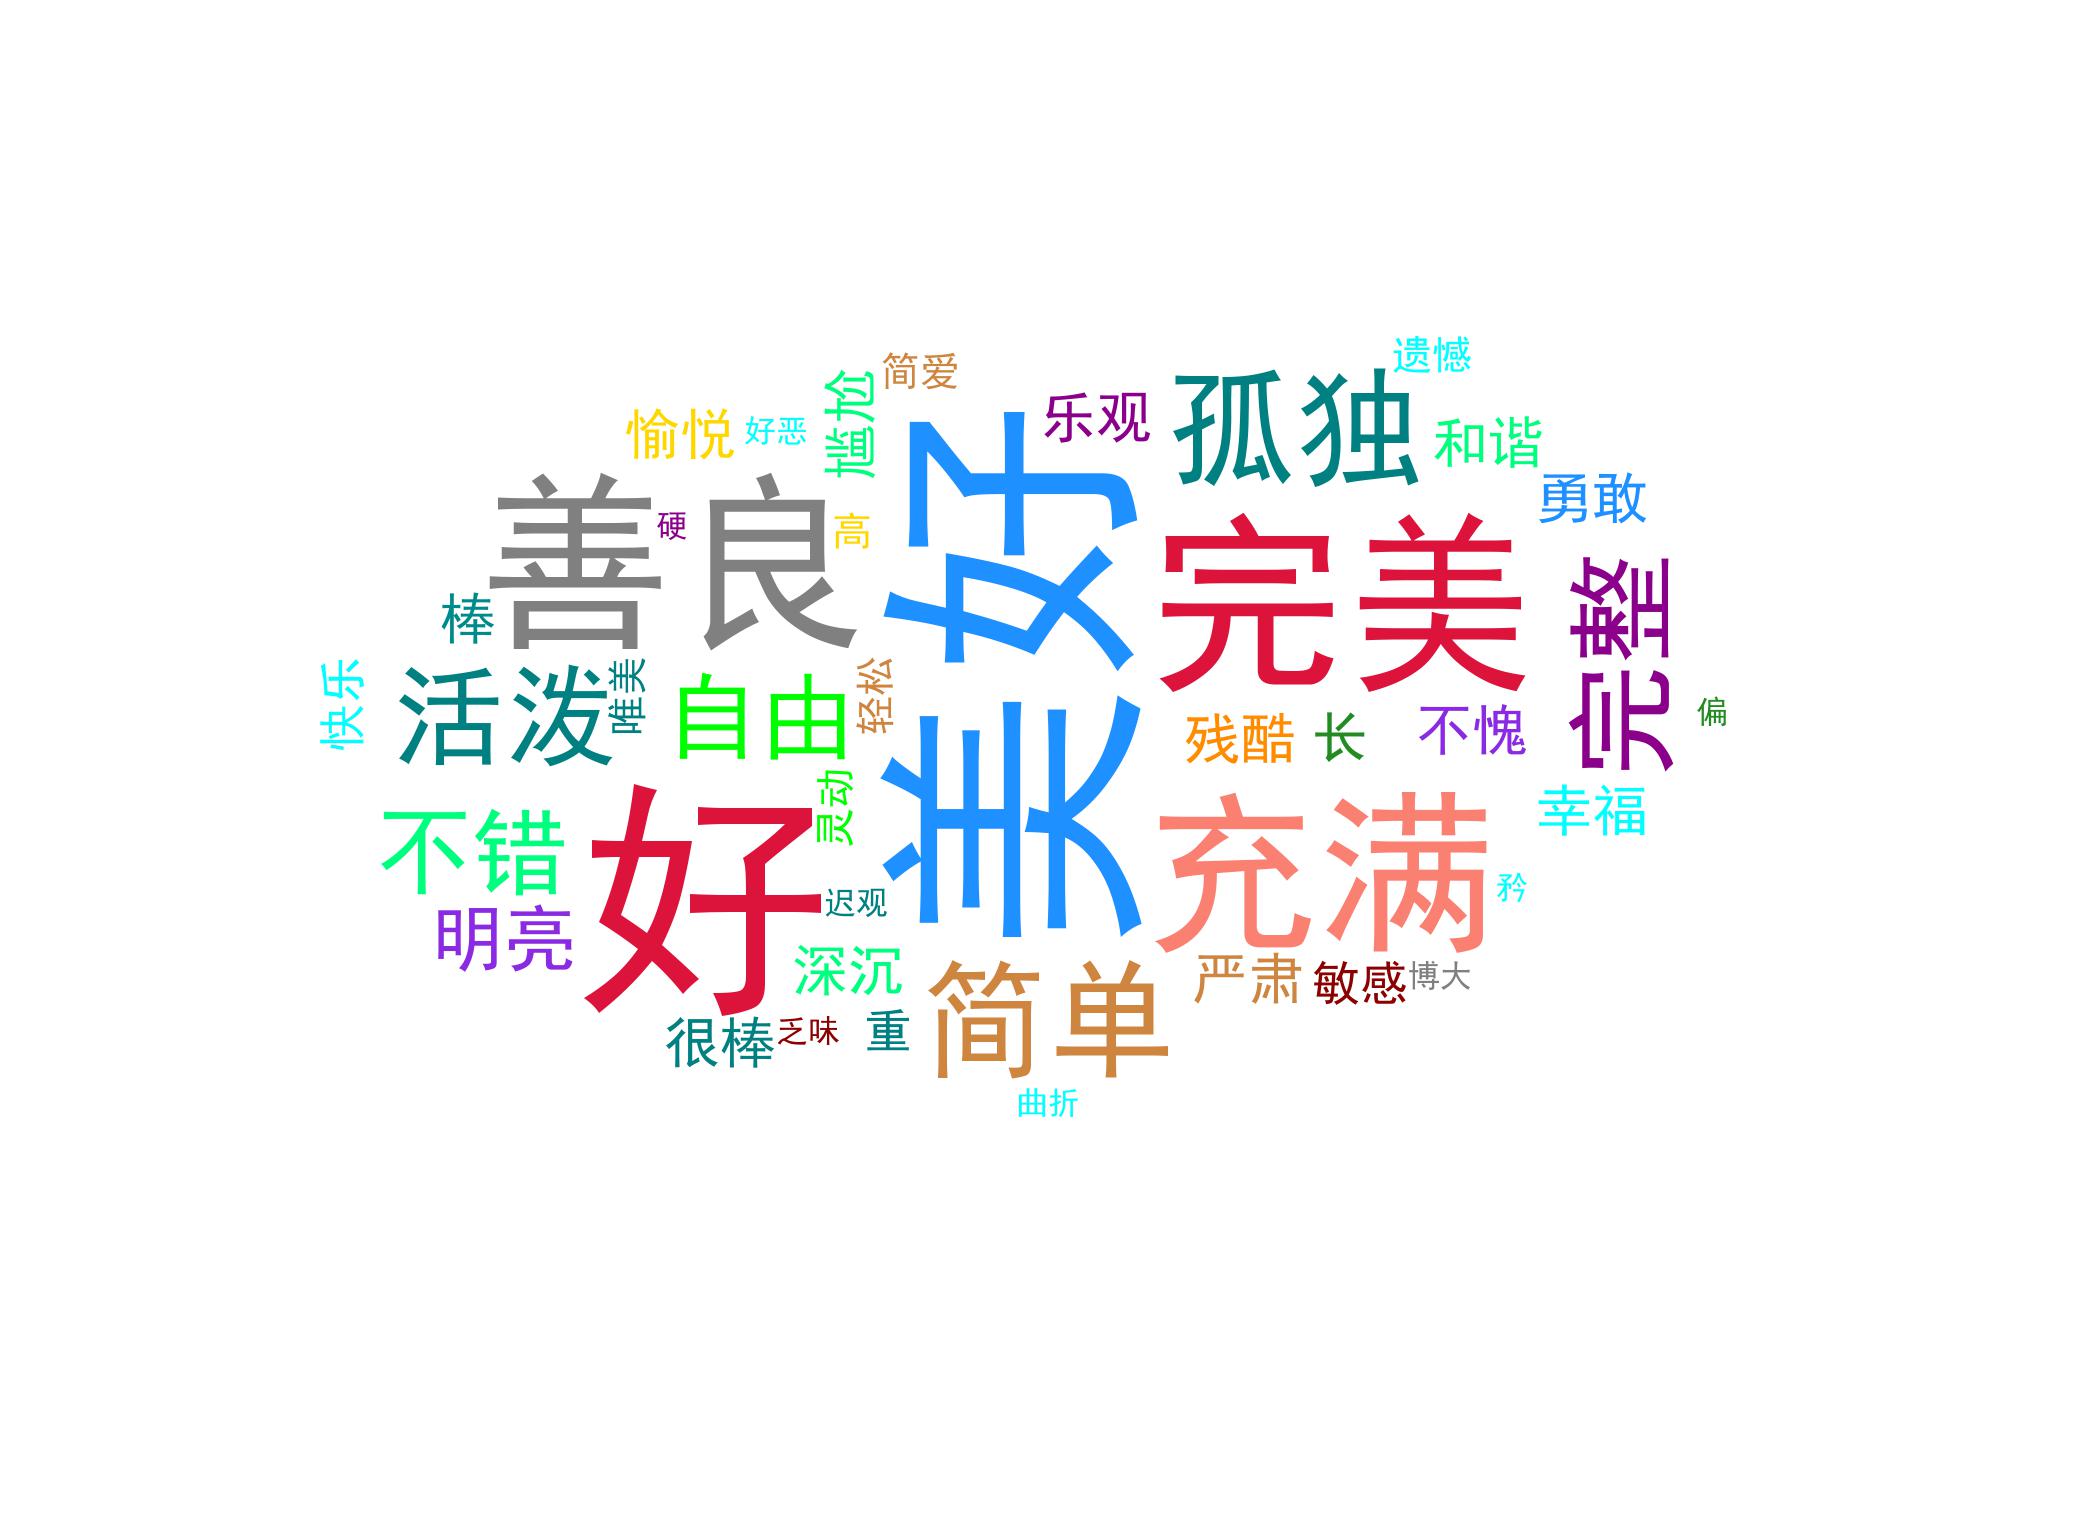 遗憾
简爱
乐观
孤独
愉悦
好恶
尴尬
和谐
勇敢
善良
硬
高
美好
完美
完整
棒
快乐
活泼
唯美
自由
轻松
残酷
长
不愧
偏
灵动
不错
好
充满
幸福
矜
迟观
明亮
深沉
简单
严肃
敏感
博大
很棒
乏味
重
曲折